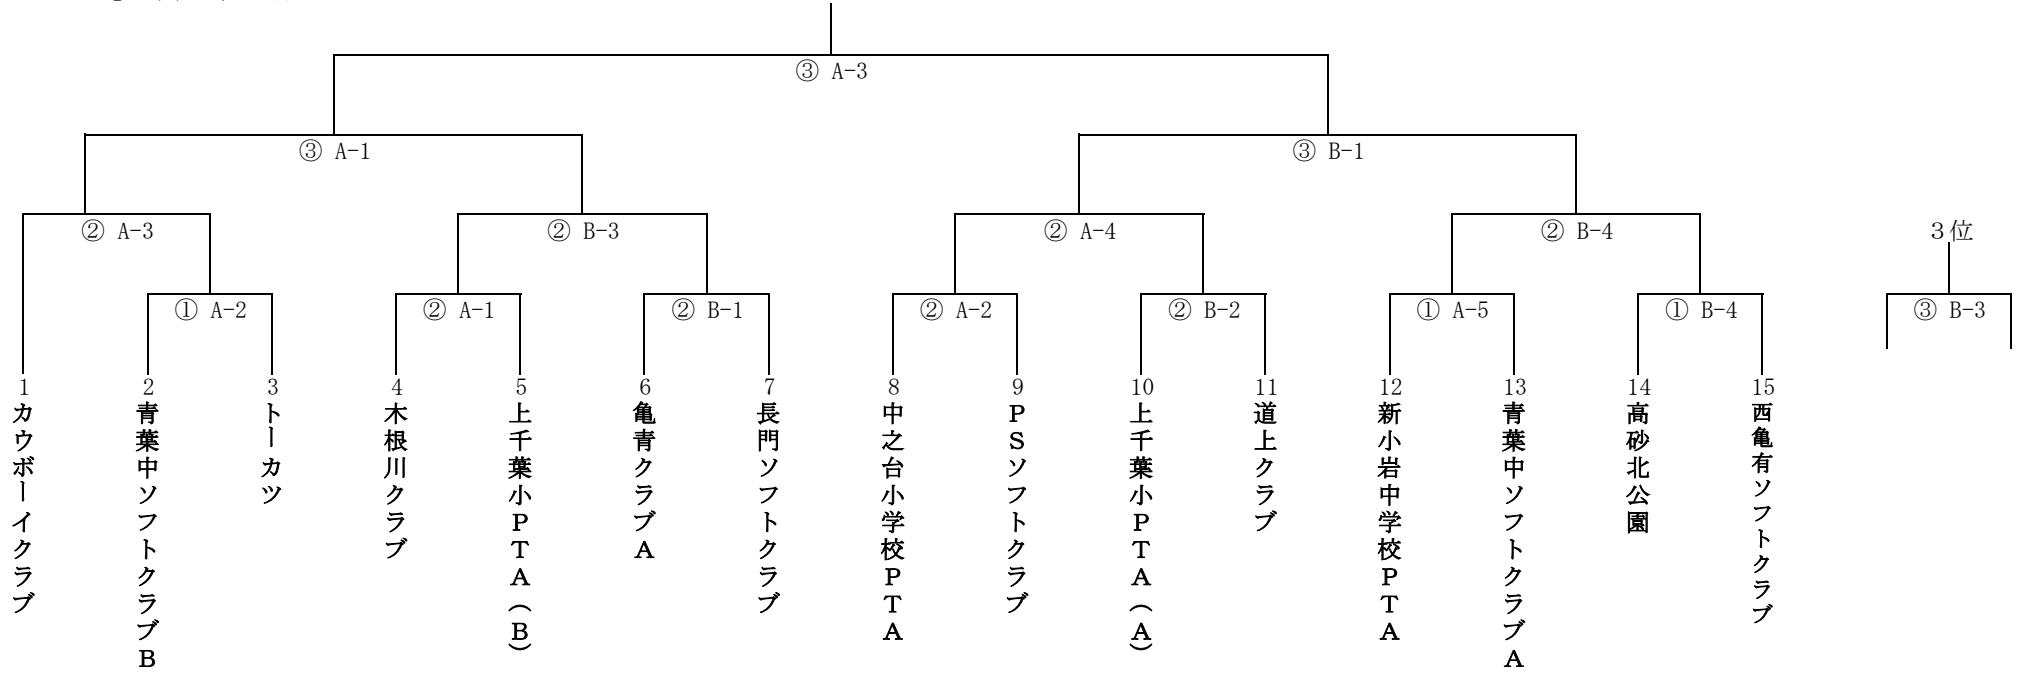 ③ A-3
③ A-1
③ B-1
② A-3
② B-3
② A-4
② B-4
3位
① A-2
② A-1
② B-1
② A-2
② B-2
① A-5
① B-4
③ B-3
1
カウボーイクラブ
2
青葉中ソフトクラブB
3
トーカツ
4
木根川クラブ
5
上千葉小PTA(B)
6
亀青クラブA
7
長門ソフトクラブ
8
中之台小学校PTA
9
PSソフトクラブ
10
上千葉小PTA(A)
11
道上クラブ
12
新小岩中学校PTA
13
青葉中ソフトクラブA
14
高砂北公園
15
西亀有ソフトクラブ